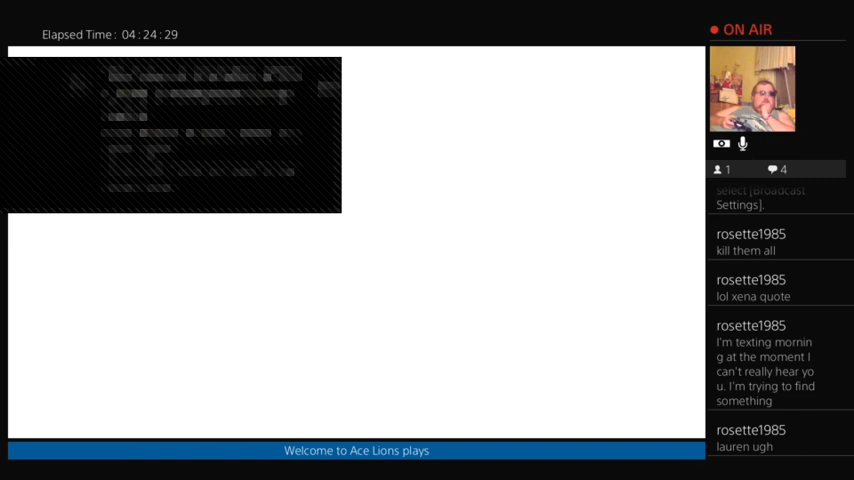 Elapsed Time: 04:24:29
ON AIR
1
4
select [Broadcast
Settings].
rosette1985
kill them all
rosette1985
lol xena quote
rosette1985
I'm texting mornin
g at the moment I
can't really hear yo
u. I'm trying to find
something
rosette1985
lauren ugh
Welcome to Ace Lions plays